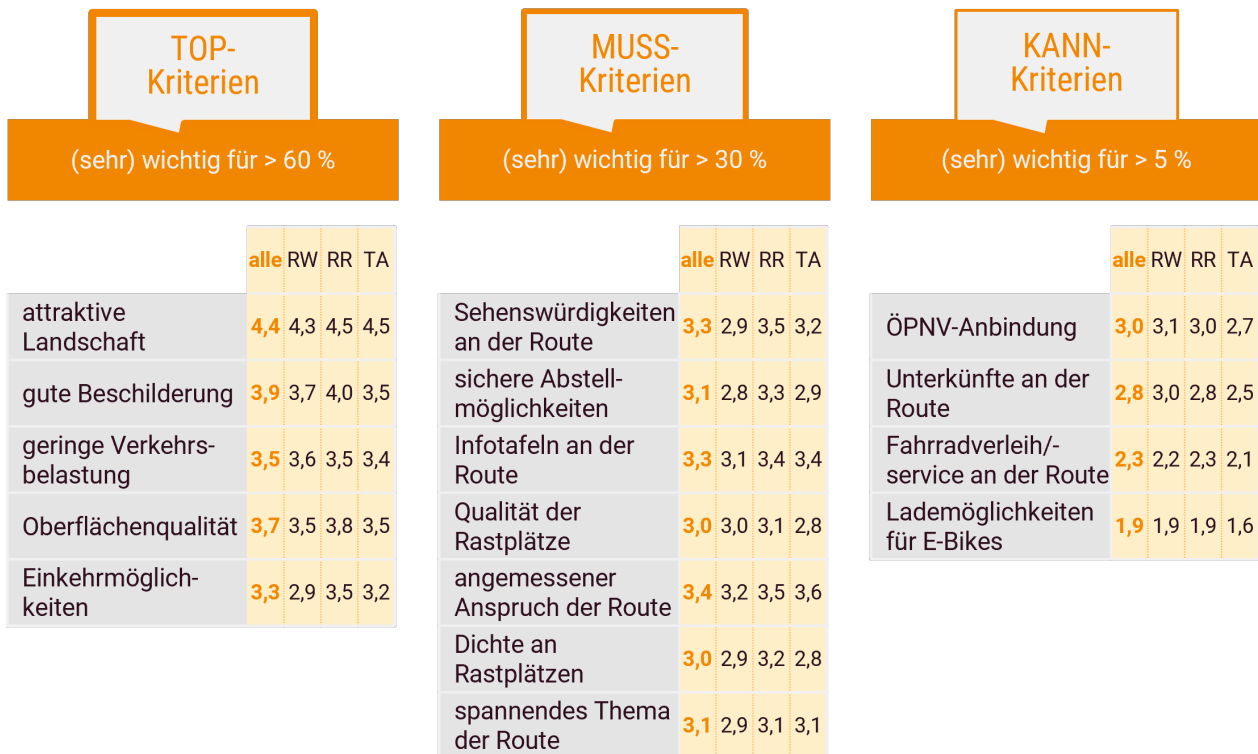 TOP-
Kriterien
(sehr) wichtig für > 60 %
alle RW RR TA
attraktive
Landschaft
4,4 4,3 4,5 4,5
gute Beschilderung 3,9 3,7 4,0 3,5
geringe Verkehrs-
belastung
3,5 3,6 3,5 3,4
Oberflächenqualität 3,7 3,5 3,8 3,5
Einkehrmöglich-
keiten
3,3 2,9 3,5 3,2
MUSS-
Kriterien
(sehr) wichtig für > 30 %
alle RW RR TA
Sehenswürdigkeiten
an der Route
3,3 2,9 3,5 3,2
sichere Abstell-
möglichkeiten
3,1 2,8 3,3 2,9
Infotafeln an der
Route
3,3 3,1 3,4 3,4
Qualität der
Rastplätze
3,0 3,0 3,1 2,8
angemessener
Anspruch der Route
3,4 3,2 3,5 3,6
Dichte an
Rastplätzen
3,0 2,9 3,2 2,8
spannendes Thema
der Route
3,1 2,9 3,1 3,1
KANN-
Kriterien
(sehr) wichtig für > 5 %
alle RW RR TA
ÖPNV-Anbindung 3,0 3,1 3,0 2,7
Unterkünfte an der
Route
2,8 3,0 2,8 2,5
Fahrradverleih/-
service an der Route
2,3 2,2 2,3 2,1
Lademöglichkeiten
für E-Bikes
1,9 1,9 1,9 1,6